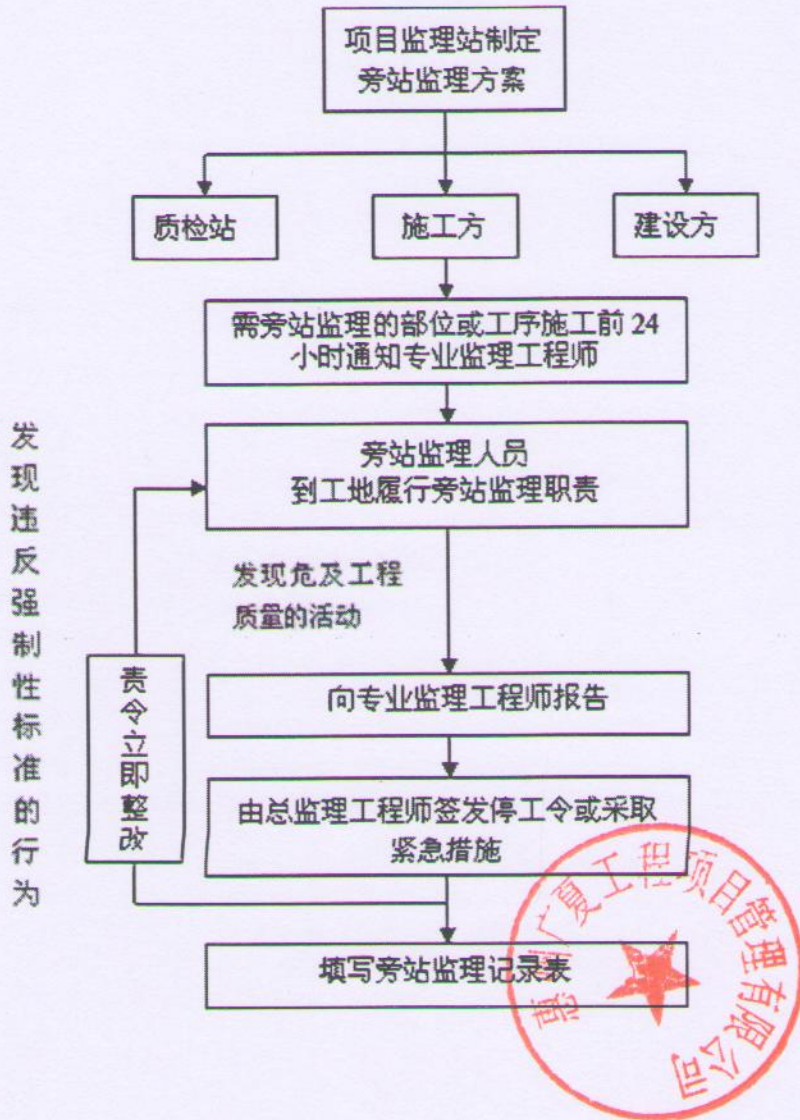 项目监理站制定
旁站监理方案
质检站
施工方
建设方
需旁站监理的部位或工序施工前 24
小时通知专业监理工程师
旁站监理人员
到工地履行旁站监理职责
发现危及工程
质量的活动
发现违反强制性标准的行为
责令立即整改
向专业监理工程师报告
由总监理工程师签发停工令或采取
紧急措施
填写旁站监理记录表
惠州广夏工程项目管理有限公司